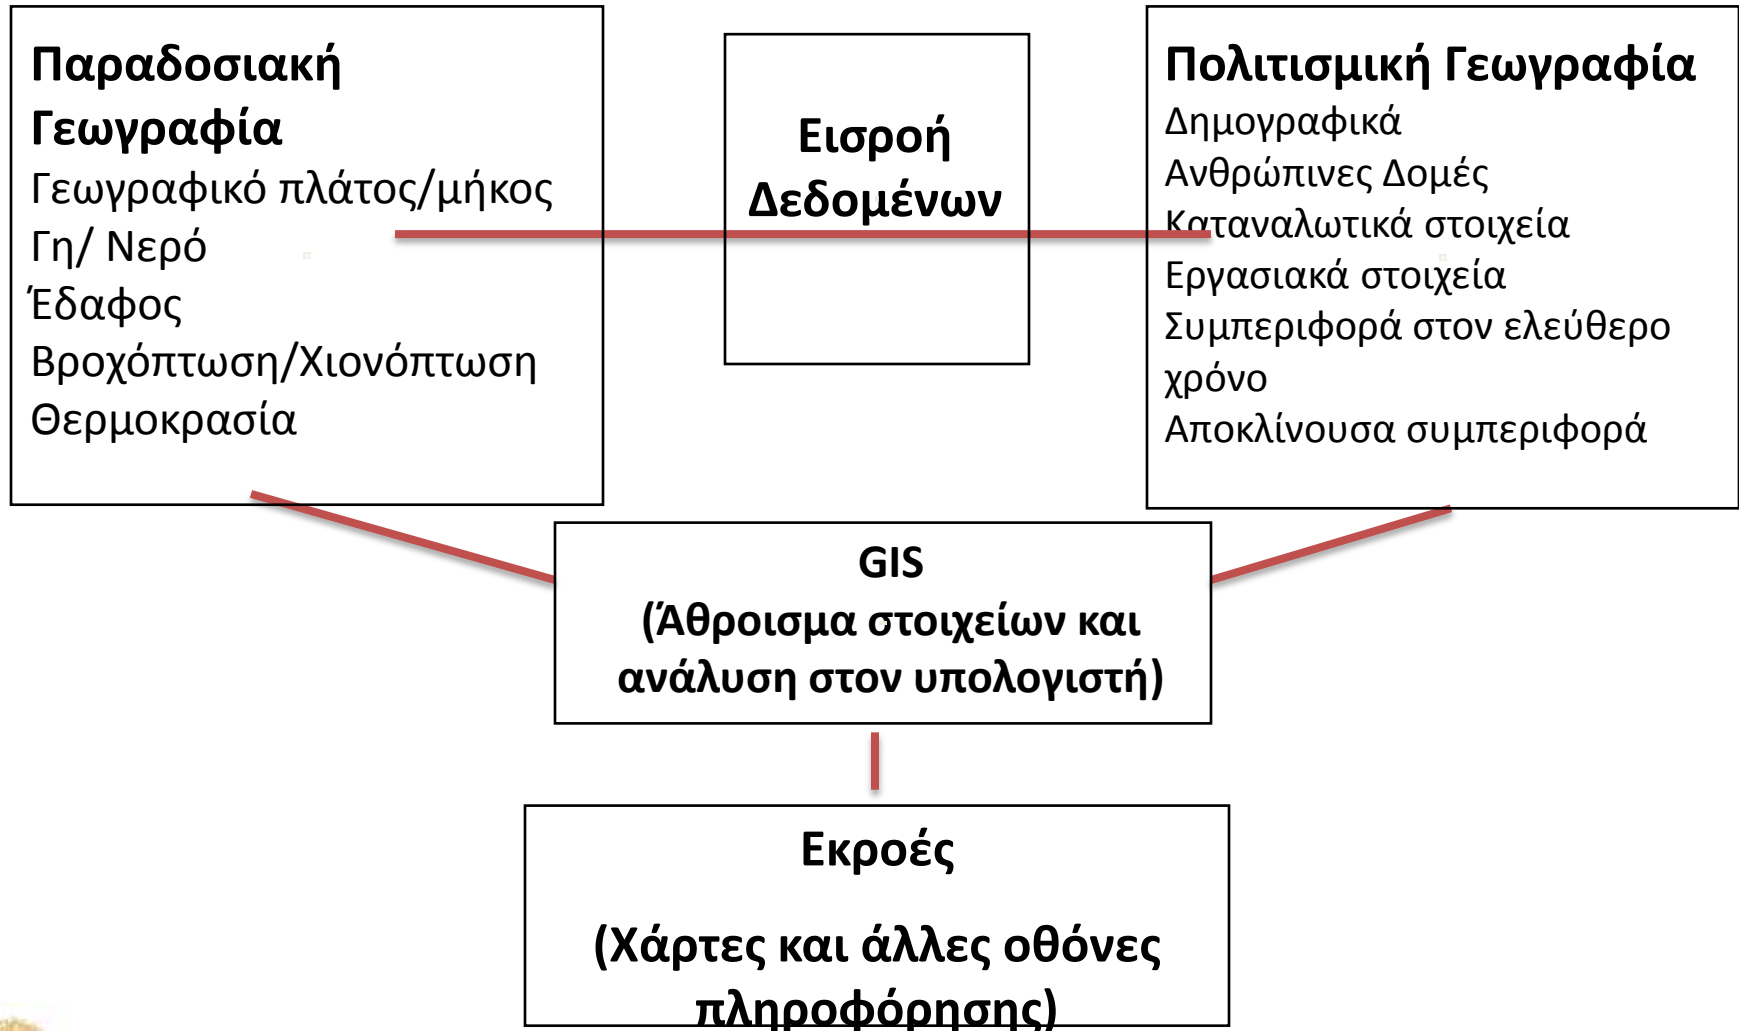 Παραδοσιακή
Γεωγραφία
Γεωγραφικό πλάτος/μήκος
Γη/ Νερό
Έδαφος
Βροχόπτωση/Χιονόπτωση
Θερμοκρασία
Εισροή
Δεδομένων
Πολιτισμική Γεωγραφία
Δημογραφικά
Ανθρώπινες Δομές
Καταναλωτικά στοιχεία
Εργασιακά στοιχεία
Συμπεριφορά στον ελεύθερο
χρόνο
Αποκλίνουσα συμπεριφορά
GIS
(Άθροισμα στοιχείων και
ανάλυση στον υπολογιστή)
Εκροές
(Χάρτες και άλλες οθόνες
πληροφόρησης)